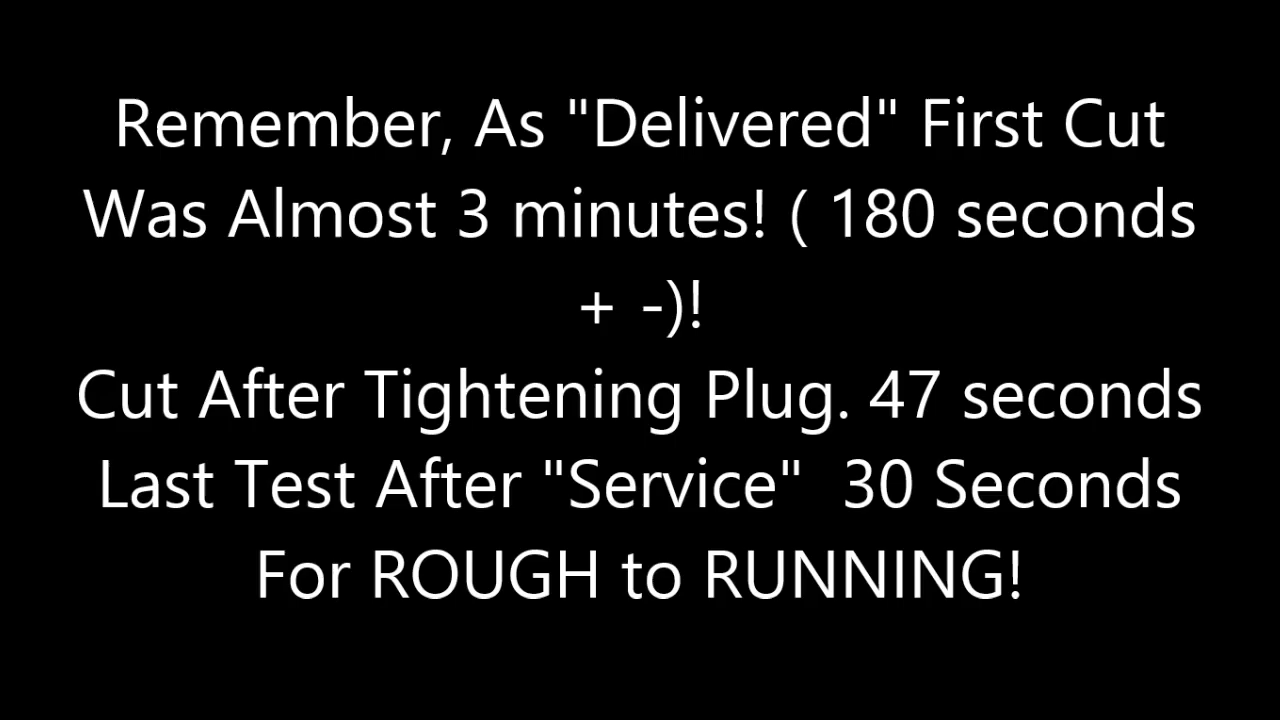 Remember, As "Delivered" First Cut
Was Almost 3 minutes! ( 180 seconds
+ -)!
Cut After Tightening Plug. 47 seconds
Last Test After "Service"  30 Seconds
For ROUGH to RUNNING!